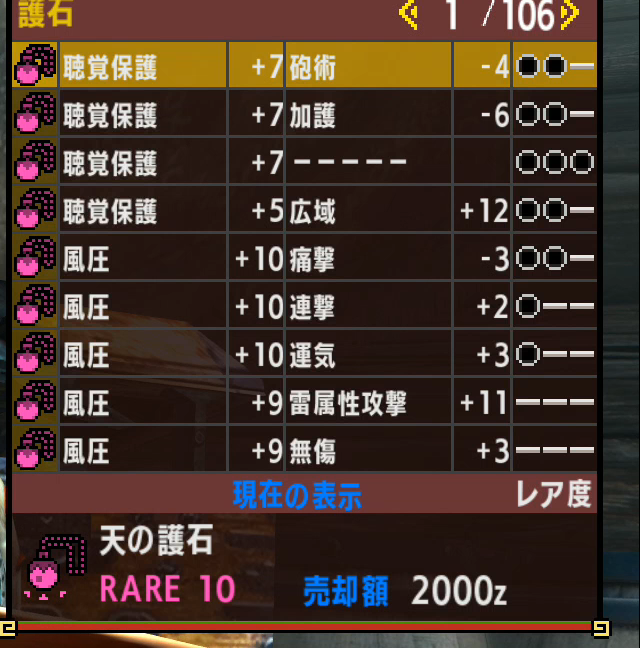 護石 1 /106
聴覚保護 +7 砲術 -4 ◯◯―
聴覚保護 +7 加護 -6 ◯◯―
聴覚保護 +7 ----- ◯◯◯
聴覚保護 +5 広域 +12 ◯◯―
風圧 +10 痛撃 -3 ◯◯―
風圧 +10 連撃 +2 ◯――
風圧 +10 運気 +3 ◯――
風圧 +9 雷属性攻撃 +11 ―――
風圧 +9 無傷 +3 ―――
現在の表示 レア度
天の護石
RARE 10 売却額 2000z